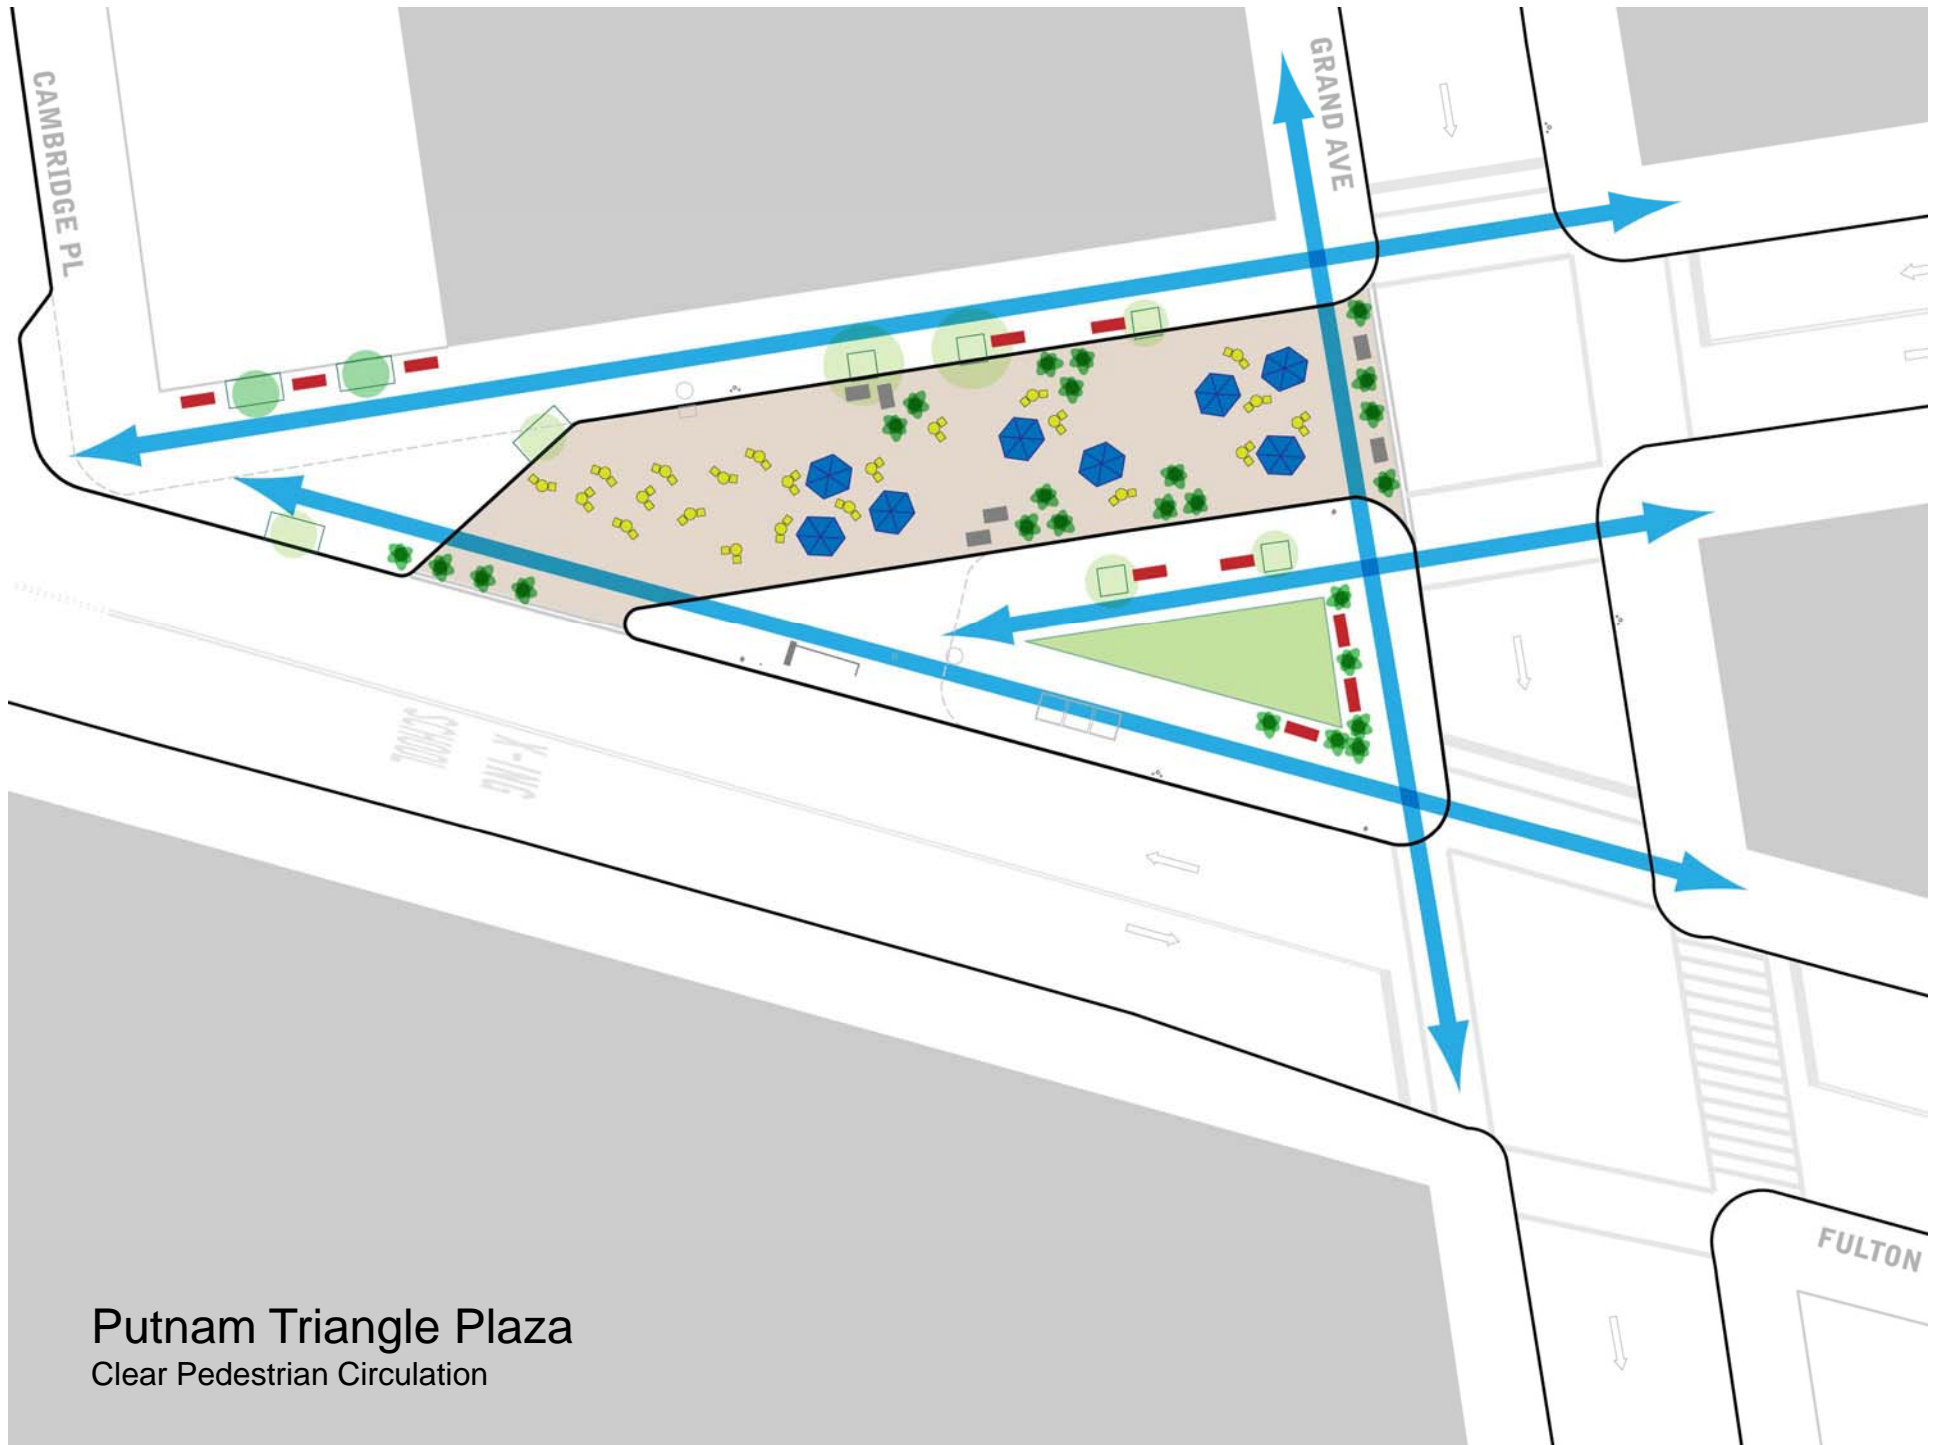 CAMBRIDGE PL
GRAND AVE
SCHOOL
X-ING
FULTON
Putnam Triangle Plaza
Clear Pedestrian Circulation